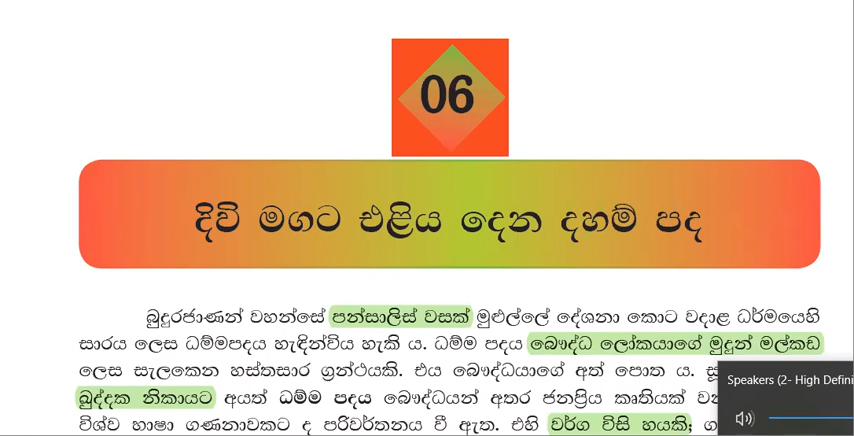 06
දිවි මගට එළිය දෙන දහම් පද
බුදුරජාණන් වහන්සේ පන්සාලිස් වසක් මුළුල්ලේ දේශනා කොට වදාළ ධර්මයෙහි
සාරය ලෙස ධම්මපදය හැඳින්විය හැකි ය. ධම්ම පදය බෞද්ධ ලෝකයාගේ මුදුන් මල්කඩ
ලෙස සැලකෙන හස්තසාර ග්‍රන්ථයකි. එය බෞද්ධයාගේ අත් පොත ය.
ඛුද්දක නිකායට අයත් ධම්ම පදය බෞද්ධයන් අතර ජනප්‍රිය කෘතියක්
විශ්ව භාෂා ගණනාවකට ද පරිවර්තනය වී ඇත. එහි වර්ග විසි හයකි;
Speakers (2- High Defini